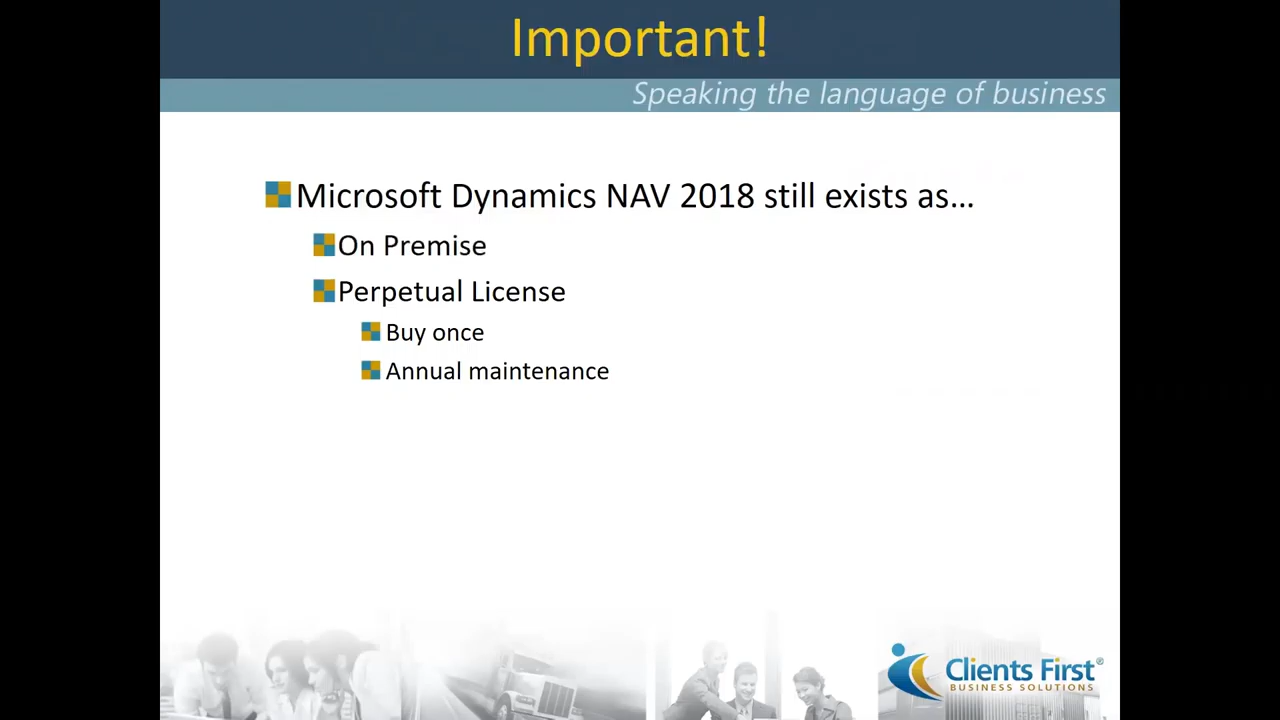 Important!
Speaking the language of business
Microsoft Dynamics NAV 2018 still exists as…
On Premise
Perpetual License
Buy once
Annual maintenance
Clients First®
BUSINESS SOLUTIONS